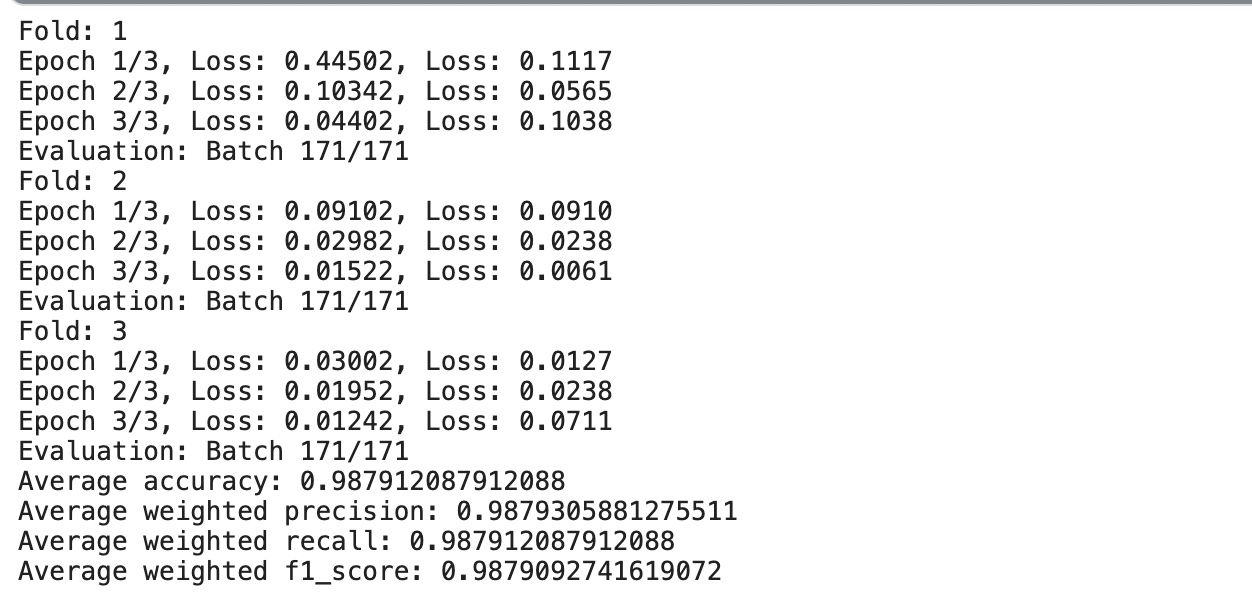 Fold: 1
Epoch 1/3, Loss: 0.44502, Loss: 0.1117
Epoch 2/3, Loss: 0.10342, Loss: 0.0565
Epoch 3/3, Loss: 0.04402, Loss: 0.1038
Evaluation: Batch 171/171
Fold: 2
Epoch 1/3, Loss: 0.09102, Loss: 0.0910
Epoch 2/3, Loss: 0.02982, Loss: 0.0238
Epoch 3/3, Loss: 0.01522, Loss: 0.0061
Evaluation: Batch 171/171
Fold: 3
Epoch 1/3, Loss: 0.03002, Loss: 0.0127
Epoch 2/3, Loss: 0.01952, Loss: 0.0238
Epoch 3/3, Loss: 0.01242, Loss: 0.0711
Evaluation: Batch 171/171
Average accuracy: 0.987912087912088
Average weighted precision: 0.9879305881275511
Average weighted recall: 0.987912087912088
Average weighted f1_score: 0.9879092741619072